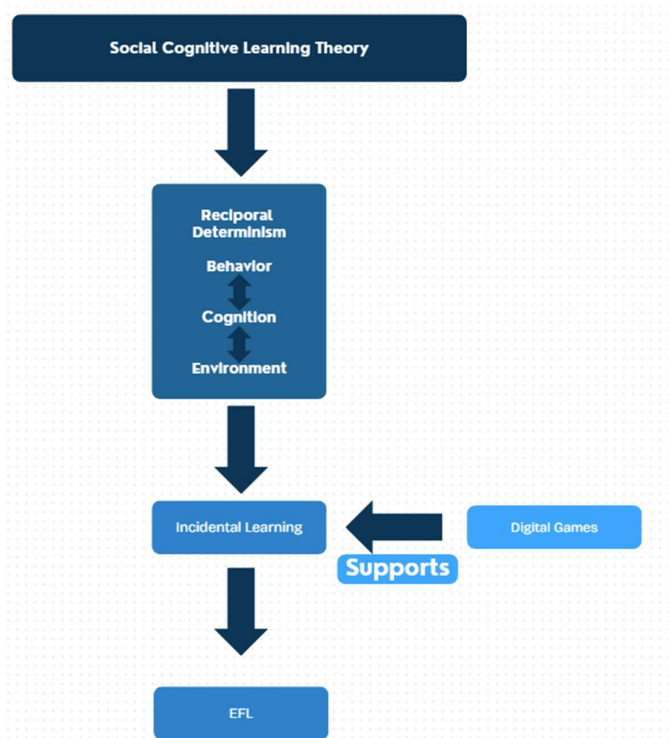 Social Cognitive Learning Theory
Reciporal
Determinism
Behavior
Cognition
Environment
Incidental Learning
Digital Games
Supports
EFL